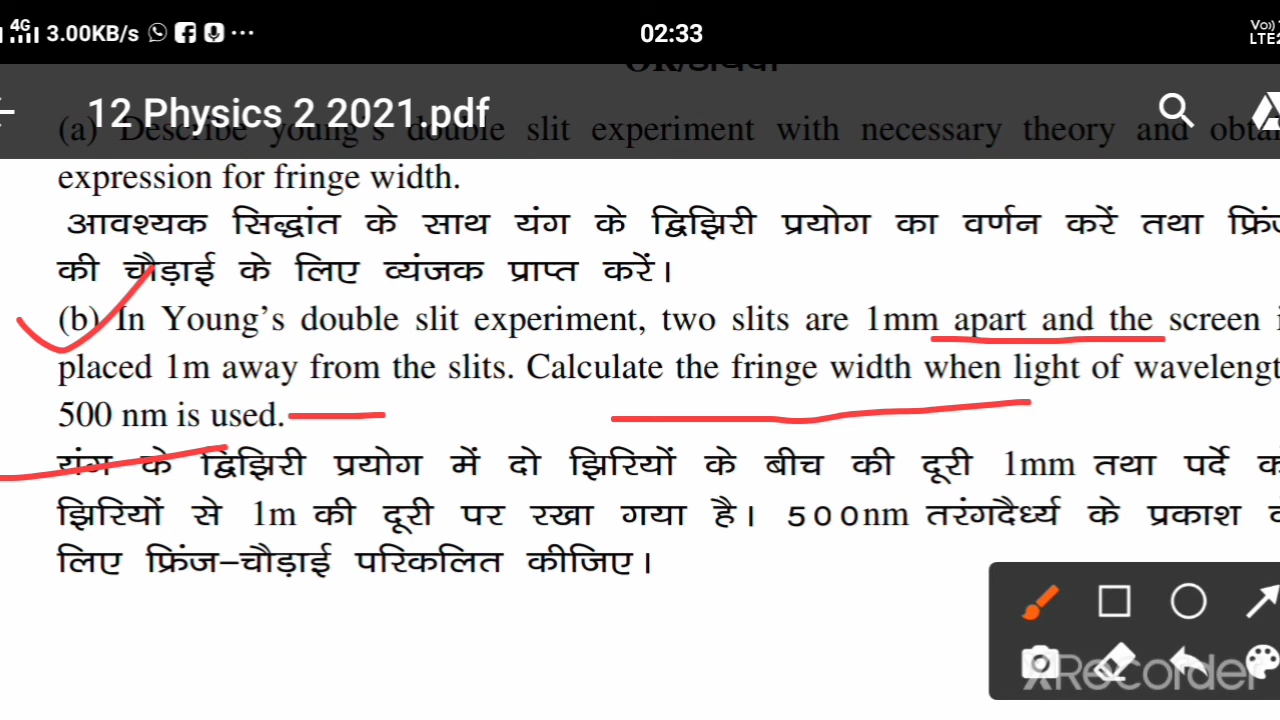 4G 3.00KB/s 02:33 Vo)) LTE2
12 Physics 2 2021.pdf
(a) Describe young's double slit experiment with necessary theory and obta
expression for fringe width.
आवश्यक सिद्धांत के साथ यंग के द्विझिरी प्रयोग का वर्णन करें तथा फ्रिंज
की चौड़ाई के लिए व्यंजक प्राप्त करें।
(b) In Young's double slit experiment, two slits are 1mm apart and the screen i
placed 1m away from the slits. Calculate the fringe width when light of wavelengt
500 nm is used.
यंग के द्विझिरी प्रयोग में दो झिरियों के बीच की दूरी 1mm तथा पर्दे क
झिरियों से 1m की दूरी पर रखा गया है। 500nm तरंगदैर्ध्य के प्रकाश
लिए फ्रिंज–चौड़ाई परिकलित कीजिए।
XRecorder